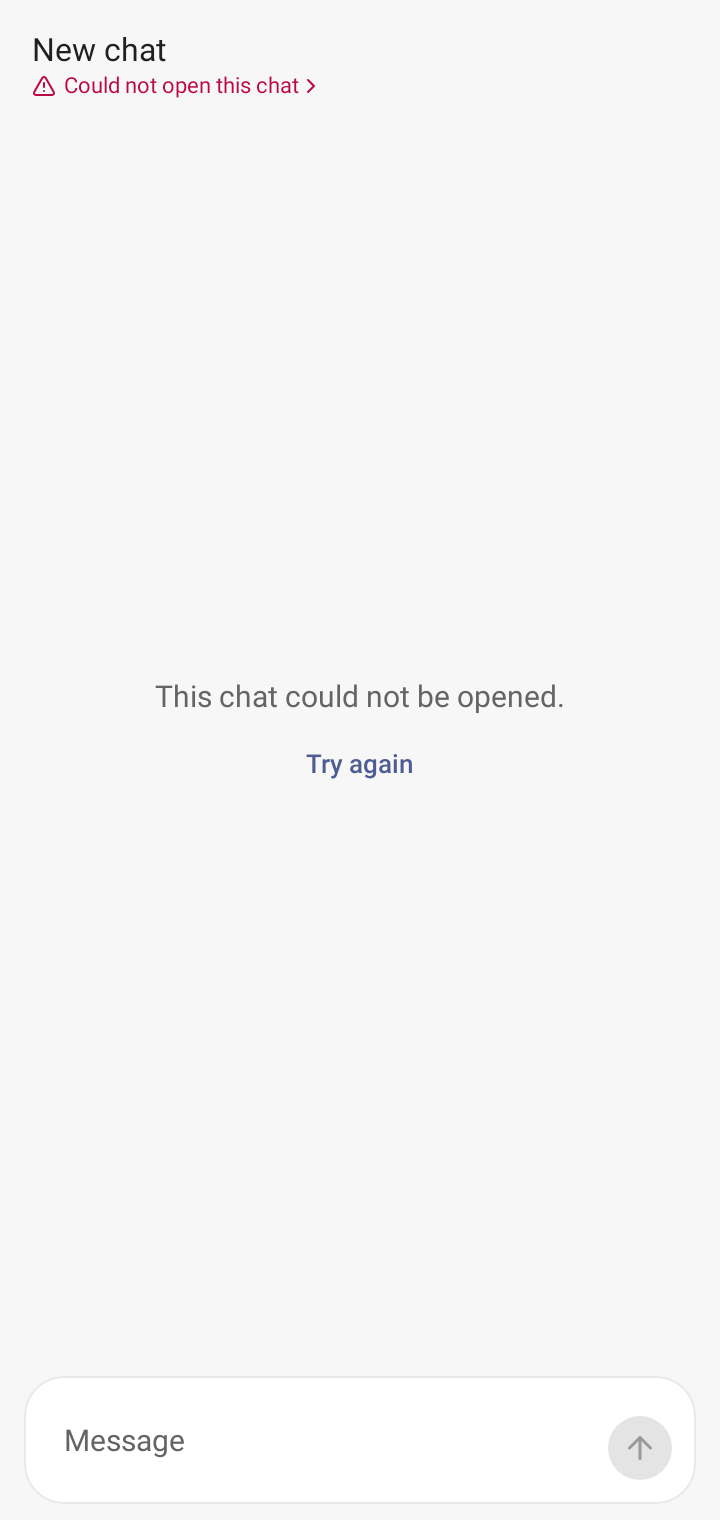 New chat
Could not open this chat
This chat could not be opened.
Try again
Message